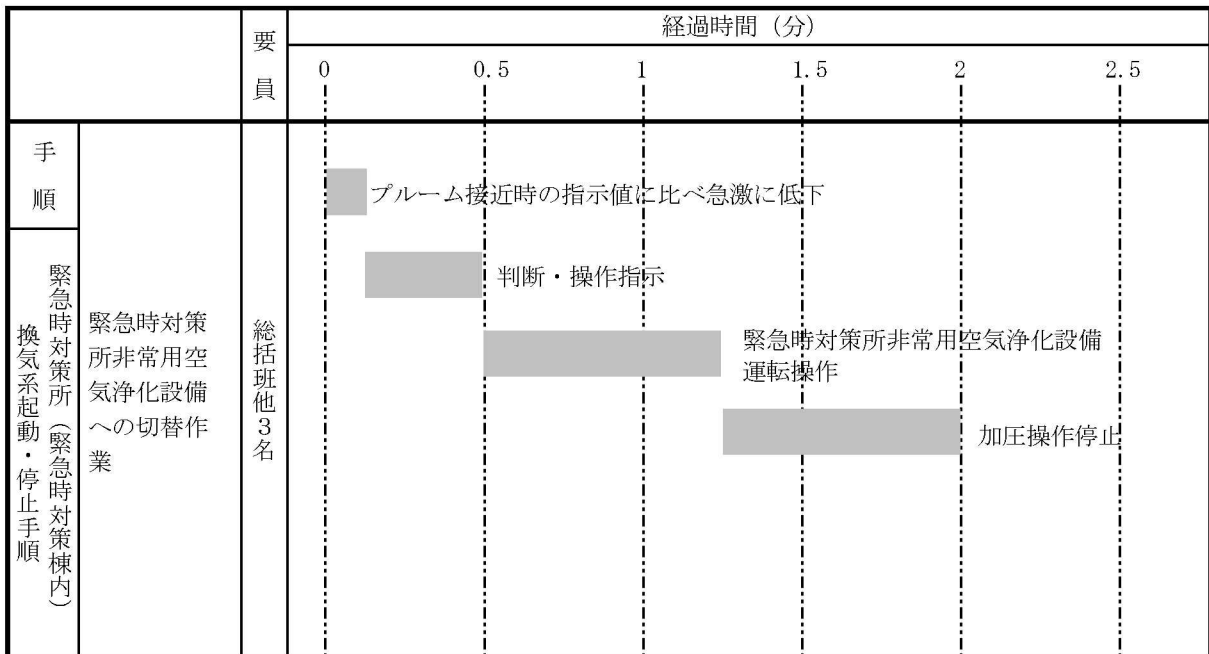 要員
経過時間（分）
0 0.5 1 1.5 2 2.5
手順
緊急時対策所（緊急時対策棟内）
換気系起動・停止手順
緊急時対策
所非常用空
気浄化設備
への切替作
業
総括班他３名
プルーム接近時の指示値に比べ急激に低下
判断・操作指示
緊急時対策所非常用空気浄化設備
運転操作
加圧操作停止